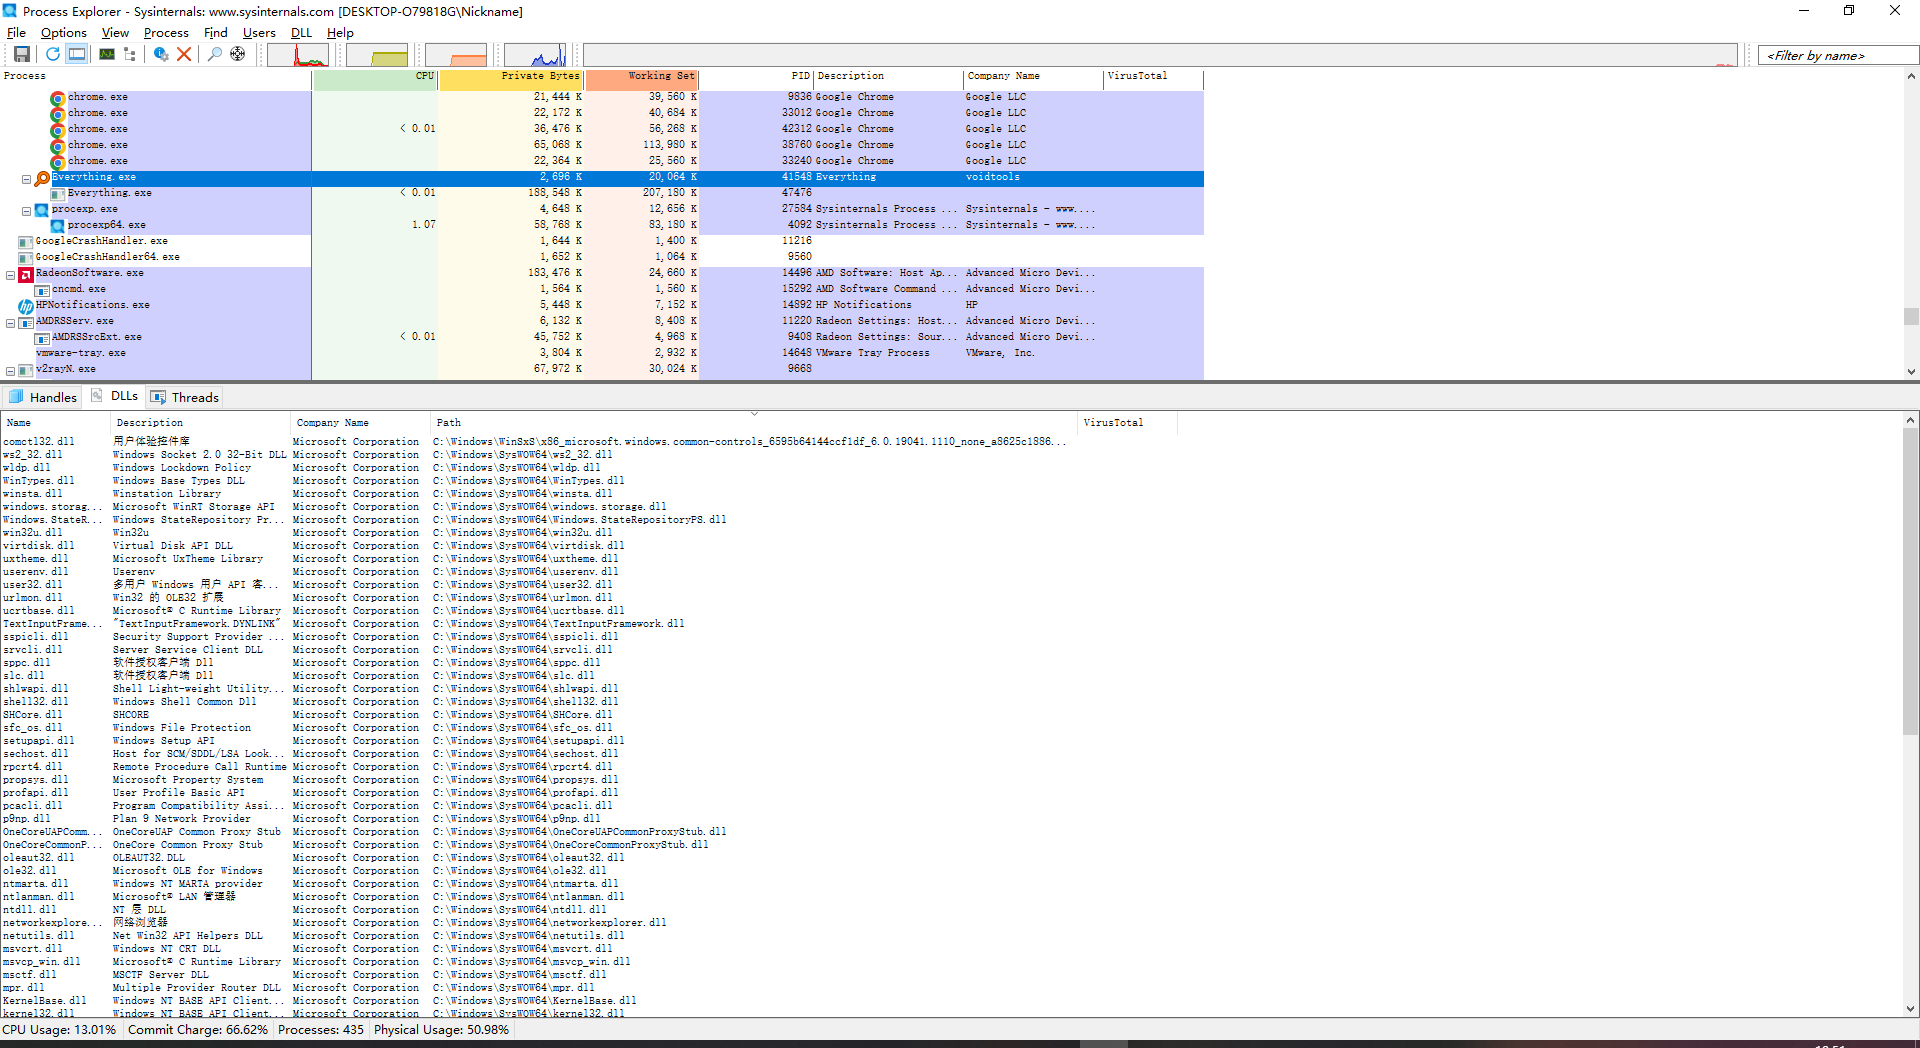 Process Explorer - Sysinternals: www.sysinternals.com [DESKTOP-O79818G\Nickname]
File Options View Process Find Users DLL Help
<Filter by name>
Process CPU Private Bytes Working Set PID Description Company Name VirusTotal
chrome.exe 21,444 K 39,560 K 9836 Google Chrome Google LLC
chrome.exe 22,172 K 40,684 K 33012 Google Chrome Google LLC
chrome.exe < 0.01 36,476 K 56,268 K 42312 Google Chrome Google LLC
chrome.exe 65,068 K 113,980 K 38760 Google Chrome Google LLC
chrome.exe 22,364 K 25,560 K 33240 Google Chrome Google LLC
Everything.exe 2,696 K 20,064 K 41548 Everything voidtools
Everything.exe < 0.01 188,548 K 207,180 K 47476
procexp.exe 4,648 K 12,656 K 27584 Sysinternals Process ... Sysinternals - www....
procexp64.exe 1.07 58,768 K 83,180 K 4092 Sysinternals Process ... Sysinternals - www....
GoogleCrashHandler.exe 1,644 K 1,400 K 11216
GoogleCrashHandler64.exe 1,652 K 1,064 K 9560
RadeonSoftware.exe 183,476 K 24,660 K 14496 AMD Software: Host Ap... Advanced Micro Devi...
cncmd.exe 1,564 K 1,560 K 15292 AMD Software Command ... Advanced Micro Devi...
HPNotifications.exe 5,448 K 7,152 K 14892 HP Notifications HP
AMDRSServ.exe 6,132 K 8,408 K 11220 Radeon Settings: Host... Advanced Micro Devi...
AMDRSSrcExt.exe < 0.01 45,752 K 4,968 K 9408 Radeon Settings: Sour... Advanced Micro Devi...
vmware-tray.exe 3,804 K 2,932 K 14648 VMware Tray Process VMware, Inc.
v2rayN.exe 67,972 K 30,024 K 9668
Handles DLLs Threads
Name Description Company Name Path VirusTotal
comctl32.dll 用户体验控件库 Microsoft Corporation C:\Windows\WinSxS\x86_microsoft.windows.common-controls_6595b64144ccf1df_6.0.19041.1110_none_a8625c1886...
ws2_32.dll Windows Socket 2.0 32-Bit DLL Microsoft Corporation C:\Windows\SysWOW64\ws2_32.dll
wldp.dll Windows Lockdown Policy Microsoft Corporation C:\Windows\SysWOW64\wldp.dll
WinTypes.dll Windows Base Types DLL Microsoft Corporation C:\Windows\SysWOW64\WinTypes.dll
winsta.dll Winstation Library Microsoft Corporation C:\Windows\SysWOW64\winsta.dll
windows.storag... Microsoft WinRT Storage API Microsoft Corporation C:\Windows\SysWOW64\windows.storage.dll
Windows.StateR... Windows StateRepository Pr... Microsoft Corporation C:\Windows\SysWOW64\Windows.StateRepositoryPS.dll
win32u.dll Win32u Microsoft Corporation C:\Windows\SysWOW64\win32u.dll
virtdisk.dll Virtual Disk API DLL Microsoft Corporation C:\Windows\SysWOW64\virtdisk.dll
uxtheme.dll Microsoft UxTheme Library Microsoft Corporation C:\Windows\SysWOW64\uxtheme.dll
userenv.dll Userenv Microsoft Corporation C:\Windows\SysWOW64\userenv.dll
user32.dll 多用户 Windows 用户 API 客... Microsoft Corporation C:\Windows\SysWOW64\user32.dll
urlmon.dll Win32 的 OLE32 扩展 Microsoft Corporation C:\Windows\SysWOW64\urlmon.dll
ucrtbase.dll Microsoft® C Runtime Library Microsoft Corporation C:\Windows\SysWOW64\ucrtbase.dll
TextInputFrame... "TextInputFramework.DYNLINK" Microsoft Corporation C:\Windows\SysWOW64\TextInputFramework.dll
sspicli.dll Security Support Provider ... Microsoft Corporation C:\Windows\SysWOW64\sspicli.dll
srvcli.dll Server Service Client DLL Microsoft Corporation C:\Windows\SysWOW64\srvcli.dll
sppc.dll 软件授权客户端 Dll Microsoft Corporation C:\Windows\SysWOW64\sppc.dll
slc.dll 软件授权客户端 Dll Microsoft Corporation C:\Windows\SysWOW64\slc.dll
shlwapi.dll Shell Light-weight Utility... Microsoft Corporation C:\Windows\SysWOW64\shlwapi.dll
shell32.dll Windows Shell Common Dll Microsoft Corporation C:\Windows\SysWOW64\shell32.dll
SHCore.dll SHCORE Microsoft Corporation C:\Windows\SysWOW64\SHCore.dll
sfc_os.dll Windows File Protection Microsoft Corporation C:\Windows\SysWOW64\sfc_os.dll
setupapi.dll Windows Setup API Microsoft Corporation C:\Windows\SysWOW64\setupapi.dll
sechost.dll Host for SCM/SDDL/LSA Look... Microsoft Corporation C:\Windows\SysWOW64\sechost.dll
rpcrt4.dll Remote Procedure Call Runtime Microsoft Corporation C:\Windows\SysWOW64\rpcrt4.dll
propsys.dll Microsoft Property System Microsoft Corporation C:\Windows\SysWOW64\propsys.dll
profapi.dll User Profile Basic API Microsoft Corporation C:\Windows\SysWOW64\profapi.dll
pcacli.dll Program Compatibility Assi... Microsoft Corporation C:\Windows\SysWOW64\pcacli.dll
p9np.dll Plan 9 Network Provider Microsoft Corporation C:\Windows\SysWOW64\p9np.dll
OneCoreUAPComm... OneCoreUAP Common Proxy Stub Microsoft Corporation C:\Windows\SysWOW64\OneCoreUAPCommonProxyStub.dll
OneCoreCommonP... OneCore Common Proxy Stub Microsoft Corporation C:\Windows\SysWOW64\OneCoreCommonProxyStub.dll
oleaut32.dll OLEAUT32.DLL Microsoft Corporation C:\Windows\SysWOW64\oleaut32.dll
ole32.dll Microsoft OLE for Windows Microsoft Corporation C:\Windows\SysWOW64\ole32.dll
ntmarta.dll Windows NT MARTA provider Microsoft Corporation C:\Windows\SysWOW64\ntmarta.dll
ntlanman.dll Microsoft® LAN 管理器 Microsoft Corporation C:\Windows\SysWOW64\ntlanman.dll
ntdll.dll NT 层 DLL Microsoft Corporation C:\Windows\SysWOW64\ntdll.dll
networkexplore... 网络浏览器 Microsoft Corporation C:\Windows\SysWOW64\networkexplorer.dll
netutils.dll Net Win32 API Helpers DLL Microsoft Corporation C:\Windows\SysWOW64\netutils.dll
msvcrt.dll Windows NT CRT DLL Microsoft Corporation C:\Windows\SysWOW64\msvcrt.dll
msvcp_win.dll Microsoft® C Runtime Library Microsoft Corporation C:\Windows\SysWOW64\msvcp_win.dll
msctf.dll MSCTF Server DLL Microsoft Corporation C:\Windows\SysWOW64\msctf.dll
mpr.dll Multiple Provider Router DLL Microsoft Corporation C:\Windows\SysWOW64\mpr.dll
KernelBase.dll Windows NT BASE API Client... Microsoft Corporation C:\Windows\SysWOW64\KernelBase.dll
kernel32.dll Windows NT BASE API Client... Microsoft Corporation C:\Windows\SysWOW64\kernel32.dll
CPU Usage: 13.01% Commit Charge: 66.62% Processes: 435 Physical Usage: 50.98%